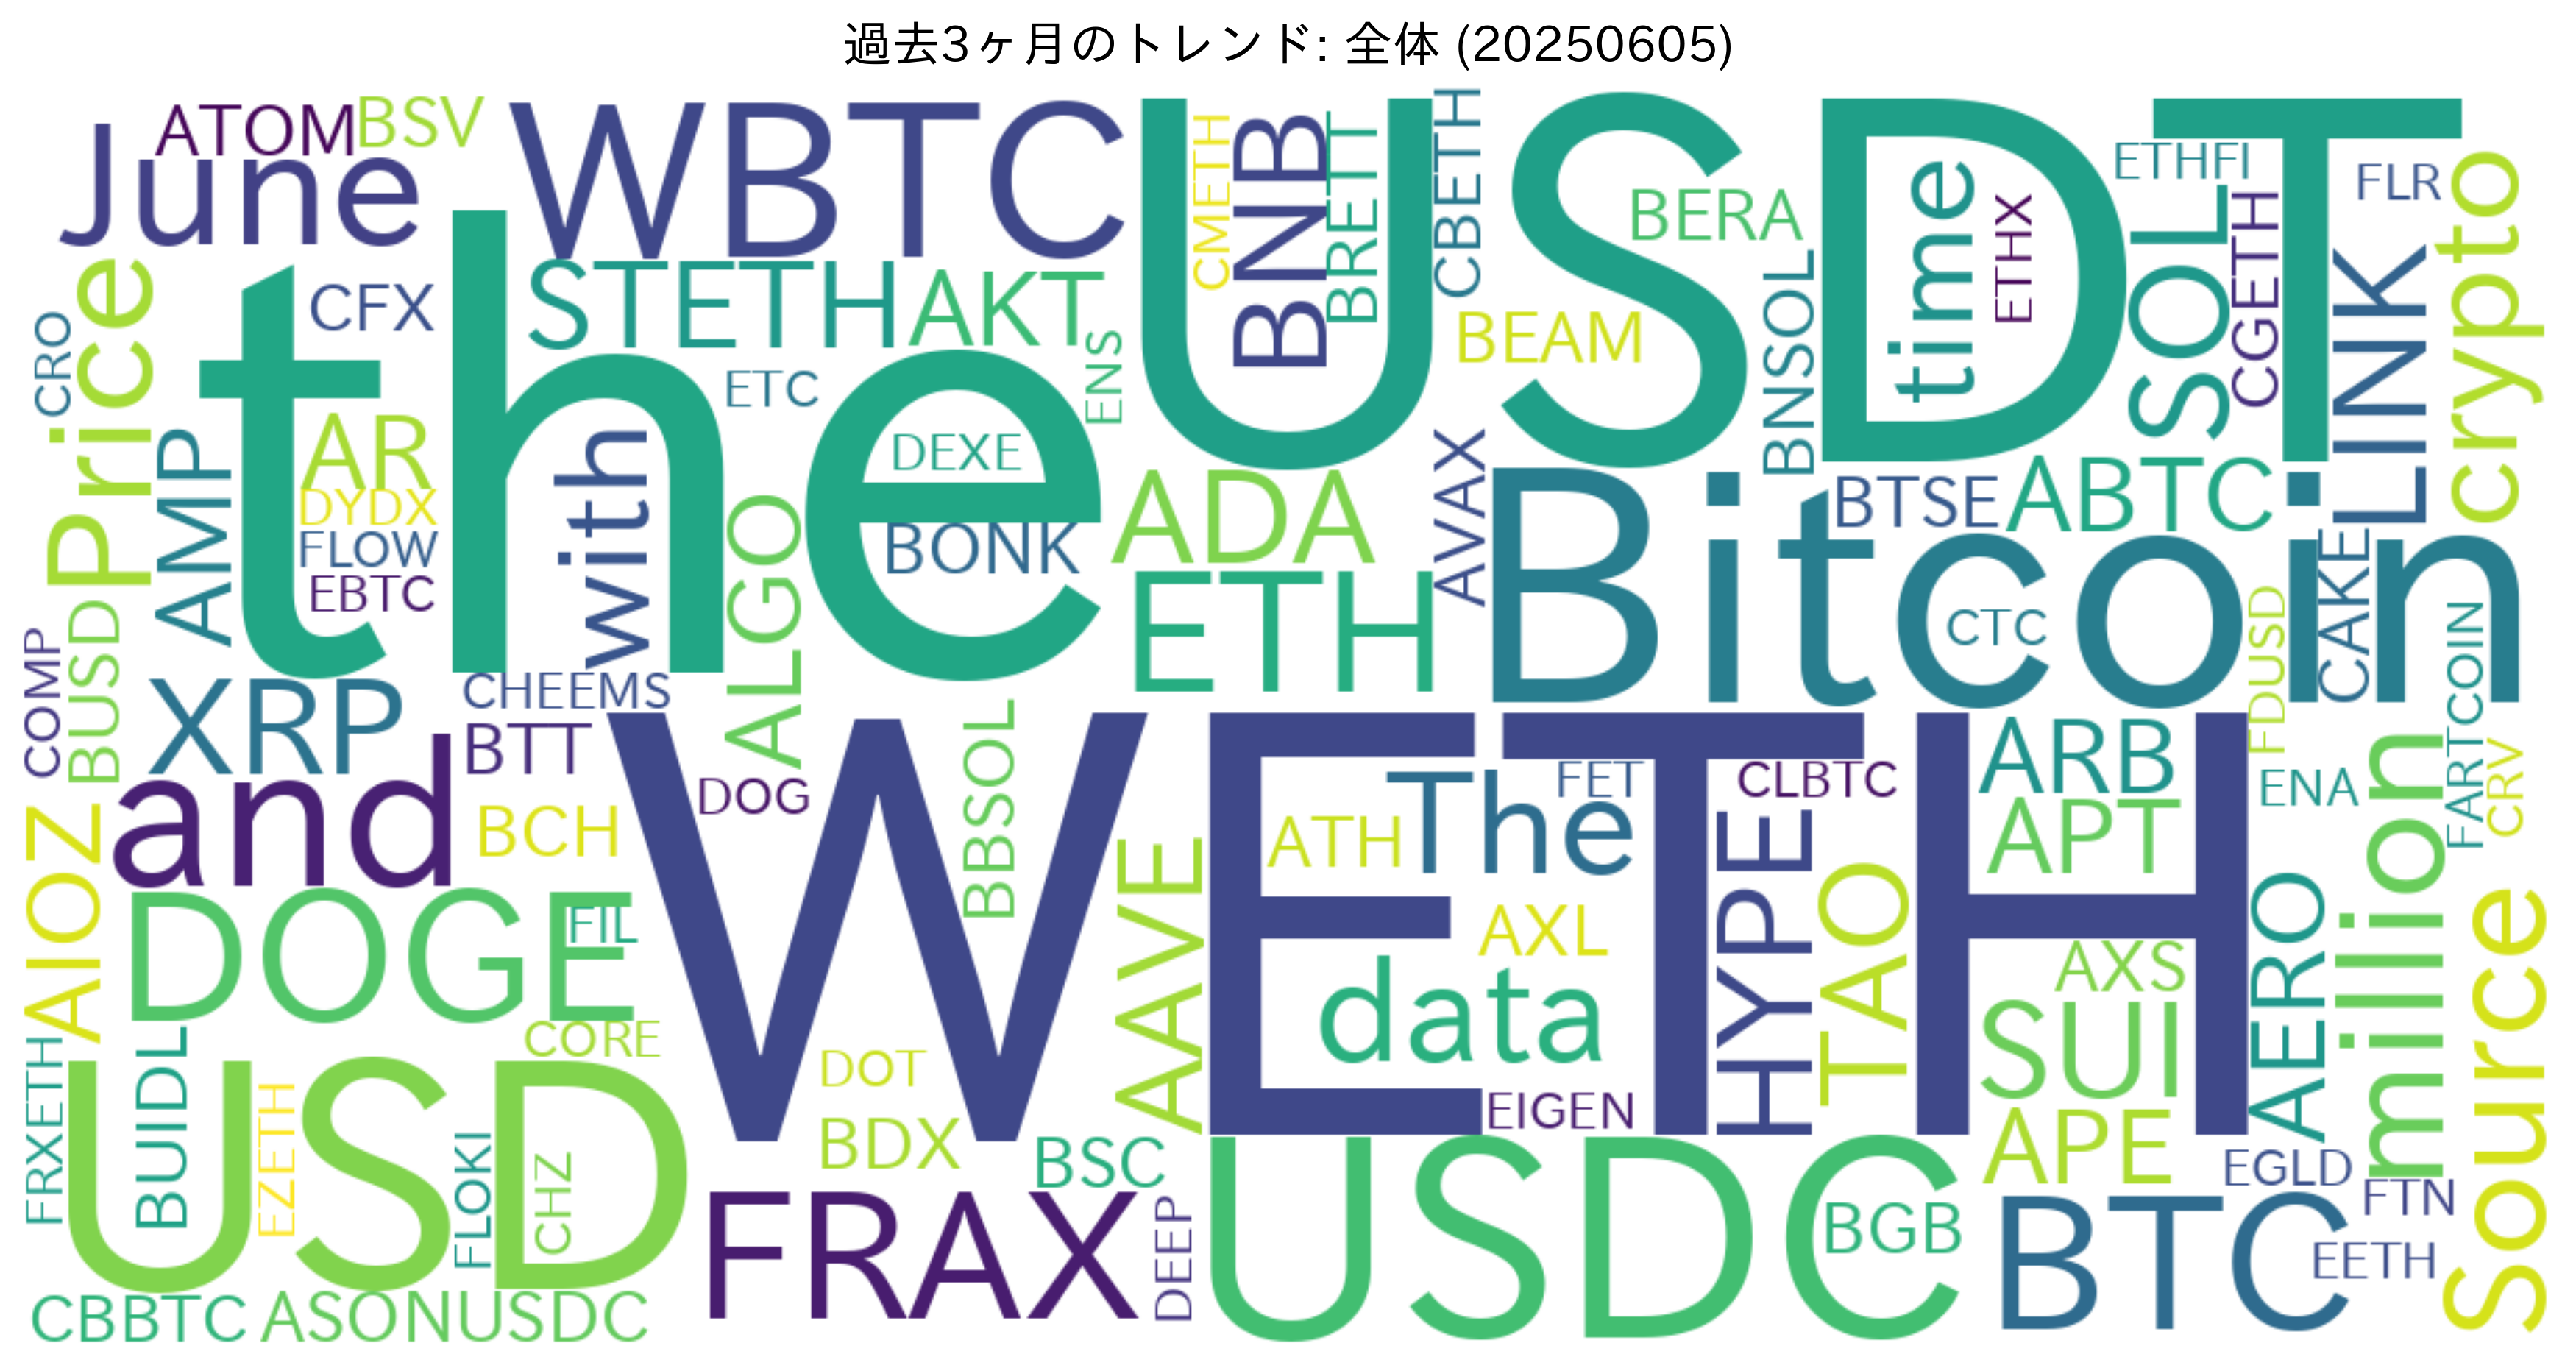 過去3ヶ月のトレンド: 全体 (20250605)
ATOM
BSV
June
WBTC
USDT
CMETH
BNB
BRETT
CBETH
BERA
time
ETHX
ETHFI
SOL
CGETH
FLR
LINK
crypto
Price
CRO
CFX
the
STETH
AKT
ENS
ETC
BEAM
BNSOL
AMP
AR
DYDX
FLOW
EBTC
with
ALGO
DEXE
BONK
ADA
ETH
AVAX
Bitcoin
BTSE
ABTC
CTC
FDUSD
CAKE
FARTCOIN
COMP
BUSD
XRP
CHEEMS
BTT
and
BCH
DOG
WETH
BBSOL
AAVE
ATH
The
FET
CLBTC
HYPE
TAO
ARB
APT
ENA
million
CRV
AIOZ
DOGE
FIL
CORE
AXL
data
EIGEN
AXS
SUI
APE
AERO
Source
FRXETH
BUIDL
USD
EZETH
FLOKI
CHZ
DOT
BDX
BSC
FRAX
DEEP
USDC
BGB
BTC
EGLD
FTN
EETH
CBBTC
ASONUSDC